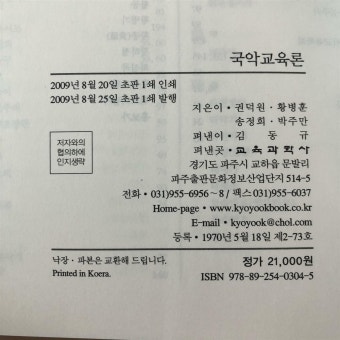 국악교육론
2009년 8월 20일 초판 1쇄 인쇄
2009년 8월 25일 초판 1쇄 발행
지은이 · 권덕원 · 황병훈
송정희 · 박주만
펴낸이 · 김 동 규
펴낸곳 · 교육과학사
경기도 파주시 교하읍 문발리
파주출판문화정보산업단지 514-5
전화 · 031)955-6956 ~ 8 / 팩스 031)955-6037
Home-page · www.kyoyookbook.co.kr
E-mail · kyoyook@chol.com
등록 · 1970년 5월 18일 제2-73호
저자와의
협의하에
인지생략
낙장 · 파본은 교환해 드립니다.
Printed in Koera.
정가 21,000원
ISBN 978-89-254-0304-5